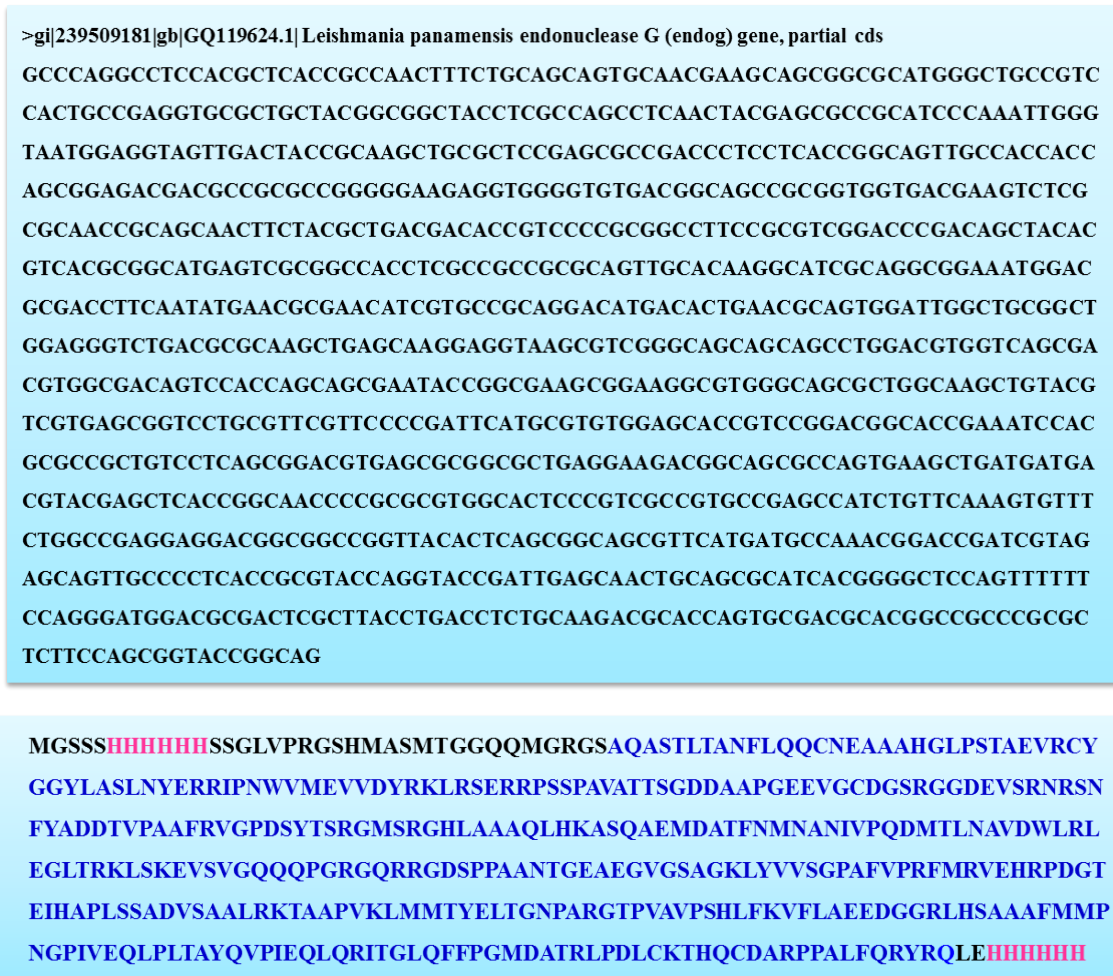 >gi|239509181|gb|GQ119624.1| Leishmania panamensis endonuclease G (endog) gene, partial cds
GCCCAGGCCTCCACGCTCACCGCCAACTTTCTGCAGCAGTGCAACGAAGCAGCGGCGCATGGGCTGCCGTC
CACTGCCGAGGTGCGCTGCTACGGCGGCTACCTCGCCAGCCTCAACTACGAGCGCCGCATCCCAAATTGGG
TAATGGAGGTAGTTGACTACCGCAAGCTGCGCTCCGAGCGCCGACCCTCCTCACCGGCAGTTGCCACCACC
AGCGGAGACGACGCCGCGCCGGGGGAAGAGGTGGGGTGTGACGGCAGCCGCGGTGGTGACGAAGTCTCG
CGCAACCGCAGCAACTTCTACGCTGACGACACCGTCCCCGCGGCCTTCCGCGTCGGACCCGACAGCTACAC
GTCACGCGGCATGAGTCGCGGCCACCTCGCCGCCGCGCAGTTGCACAAGGCATCGCAGGCGGAAATGGAC
GCGACCTTCAATATGAACGCGAACATCGTGCCGCAGGACATGACACTGAACGCAGTGGATTGGCTGCGGCT
GGAGGGTCTGACGCGCAAGCTGAGCAAGGAGGTAAGCGTCGGGCAGCAGCAGCCTGGACGTGGTCAGCGA
CGTGGCGACAGTCCACCAGCAGCGAATACCGGCGAAGCGGAAGGCGTGGGCAGCGCTGGCAAGCTGTACG
TCGTGAGCGGTCCTGCGTTCGTTCCCCGATTCATGCGTGTGGAGCACCGTCCGGACGGCACCGAAATCCAC
GCGCCGCTGTCCTCAGCGGACGTGAGCGCGGCGCTGAGGAAGACGGCAGCGCCAGTGAAGCTGATGATGA
CGTACGAGCTCACCGGCAACCCCGCGCGTGGCACTCCCGTCGCCGTGCCGAGCCATCTGTTCAAAGTGTTT
CTGGCCGAGGAGGACGGCGGCCGGTTACACTCAGCGGCAGCGTTCATGATGCCAAACGGACCGATCGTAG
AGCAGTTGCCCCTCACCGCGTACCAGGTACCGATTGAGCAACTGCAGCGCATCACGGGGCTCCAGTTTTTT
CCAGGGATGGACGCGACTCGCTTACCTGACCTCTGCAAGACGCACCAGTGCGACGCACGGCCGCCCGCGC
TCTTCCAGCGGTACCGGCAG
MGSSSHHHHHHSSGLVPRGSHMASMTGGQQMGRGSAQASTLTANFLQQCNEAAAHGLPSTAEVRCY
GGYLASLNYERRIPNWVMEVVDYRKLRSERRPSSPAVATTSGDDAAPGEEVGCDGSRGGDEVSRNRSN
FYADDTVPAAFRVGPDSYTSRGMSRGHLAAAQLHKASQAEMDATFNMNANIVPQDMTLNAVDWLRL
EGLTRKLSKEVSVGQQQPGRGQRRGDSPPAANTGEAEGVGSAGKLYVVSGPAFVPRFMRVEHRPDGT
EIHAPLSSADVSAALRKTAAPVKLMMTYELTGNPARGTPVAVPSHLFKVFLAEEDGGRLHSAAAFMMP
NGPIVEQLPLTAYQVPIEQLQRITGLQFFPGMDATRLPDLCKTHQCDARPPALFQRYRQLEHHHHHH